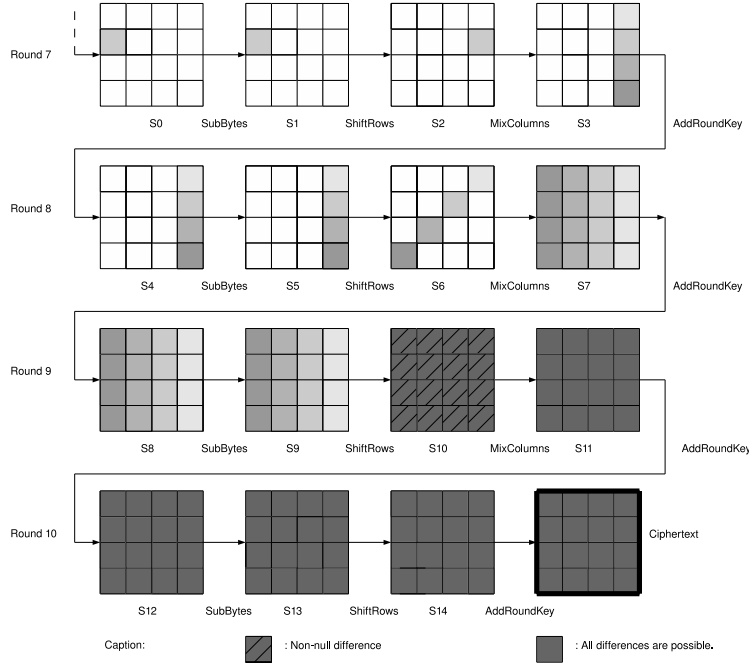 Round 7
S0 SubBytes S1 ShiftRows S2 MixColumns S3 AddRoundKey
Round 8
S4 SubBytes S5 ShiftRows S6 MixColumns S7 AddRoundKey
Round 9
S8 SubBytes S9 ShiftRows S10 MixColumns S11 AddRoundKey
Round 10
Ciphertext
S12 SubBytes S13 ShiftRows S14 AddRoundKey
Caption: : Non-null difference : All differences are possible.